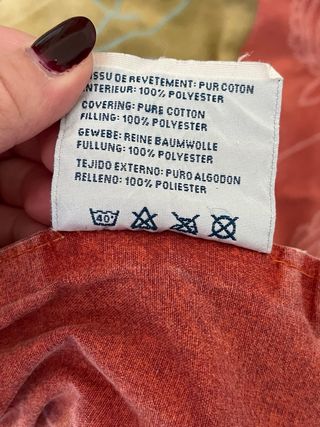 TISSU DE REVETEMENT: PUR COTON
INTERIEUR: 100% POLYESTER
COVERING: PURE COTTON
FILLING: 100% POLYESTER
GEWEBE: REINE BAUMWOLLE
FULLUNG: 100% POLYESTER
TEJIDO EXTERNO: PURO ALGODON
RELLENO: 100% POLIESTER
40°